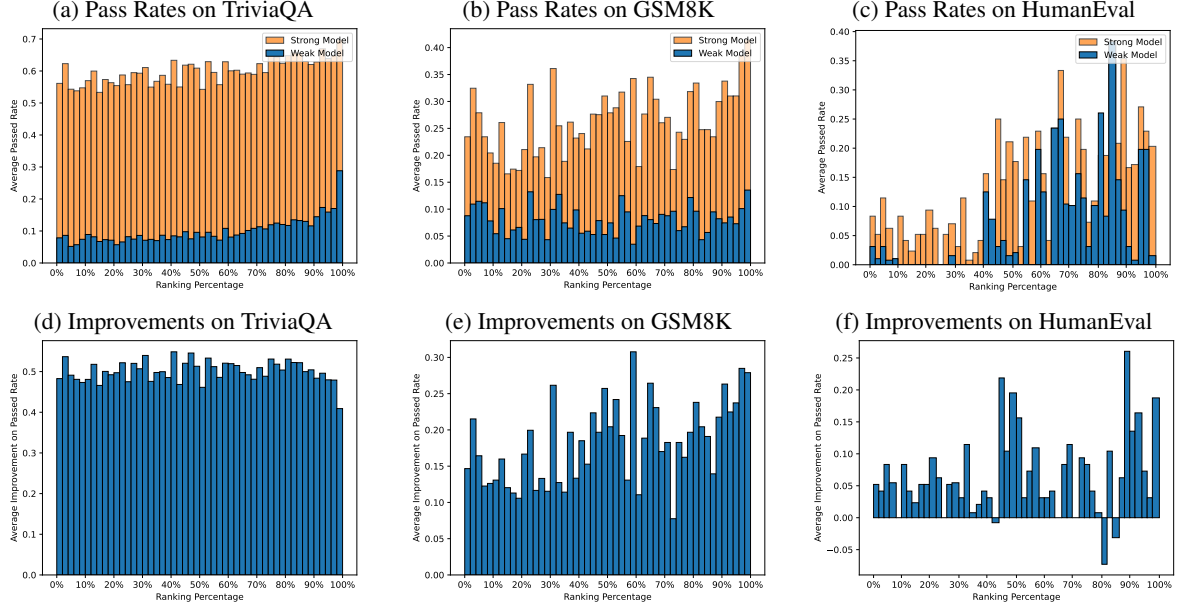 (a) Pass Rates on TriviaQA
Average Passed Rate
0.7
0.6
0.5
0.4
0.3
0.2
0.1
0.0
Strong Model
Weak Model
0% 10% 20% 30% 40% 50% 60% 70% 80% 90% 100%
Ranking Percentage
(b) Pass Rates on GSM8K
Average Passed Rate
0.40
0.35
0.30
0.25
0.20
0.15
0.10
0.05
0.00
Strong Model
Weak Model
0% 10% 20% 30% 40% 50% 60% 70% 80% 90% 100%
Ranking Percentage
(c) Pass Rates on HumanEval
Average Passed Rate
0.40
0.35
0.30
0.25
0.20
0.15
0.10
0.05
0.00
Strong Model
Weak Model
0% 10% 20% 30% 40% 50% 60% 70% 80% 90% 100%
Ranking Percentage
(d) Improvements on TriviaQA
Average Improvement on Passed Rate
0.5
0.4
0.3
0.2
0.1
0.0
0% 10% 20% 30% 40% 50% 60% 70% 80% 90% 100%
Ranking Percentage
(e) Improvements on GSM8K
Average Improvement on Passed Rate
0.30
0.25
0.20
0.15
0.10
0.05
0.00
0% 10% 20% 30% 40% 50% 60% 70% 80% 90% 100%
Ranking Percentage
(f) Improvements on HumanEval
Average Improvement on Passed Rate
0.25
0.20
0.15
0.10
0.05
0.00
−0.05
0% 10% 20% 30% 40% 50% 60% 70% 80% 90% 100%
Ranking Percentage